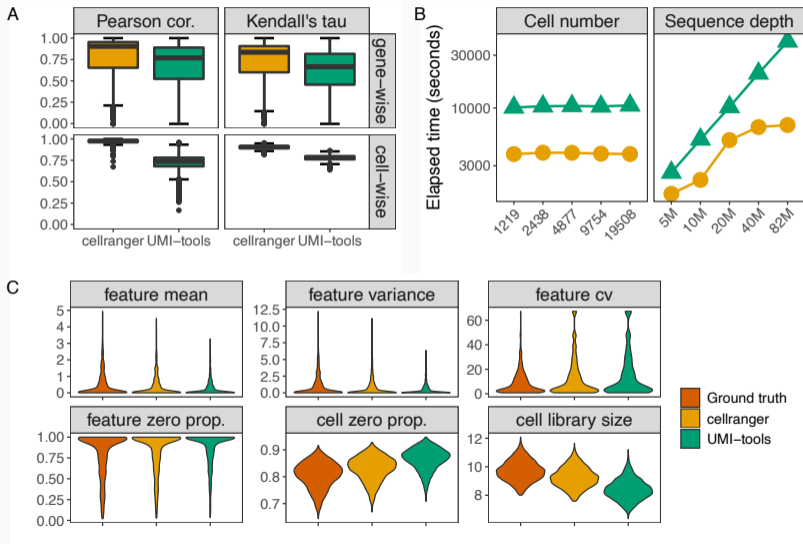 A
Pearson cor.
Kendall's tau
1.00
0.75
0.50
0.25
0.00
gene-wise
1.00
0.75
0.50
0.25
0.00
cell-wise
cellranger UMI-tools
cellranger UMI-tools
B
Cell number
Sequence depth
Elapsed time (seconds)
30000
10000
3000
1219
2438
4877
9754
19508
5M
10M
20M
40M
82M
C
feature mean
feature variance
feature cv
5
4
3
2
1
0
12.5
10.0
7.5
5.0
2.5
0.0
60
40
20
0
feature zero prop.
cell zero prop.
cell library size
1.00
0.75
0.50
0.25
0.00
0.9
0.8
0.7
12
10
8
Ground truth
cellranger
UMI-tools